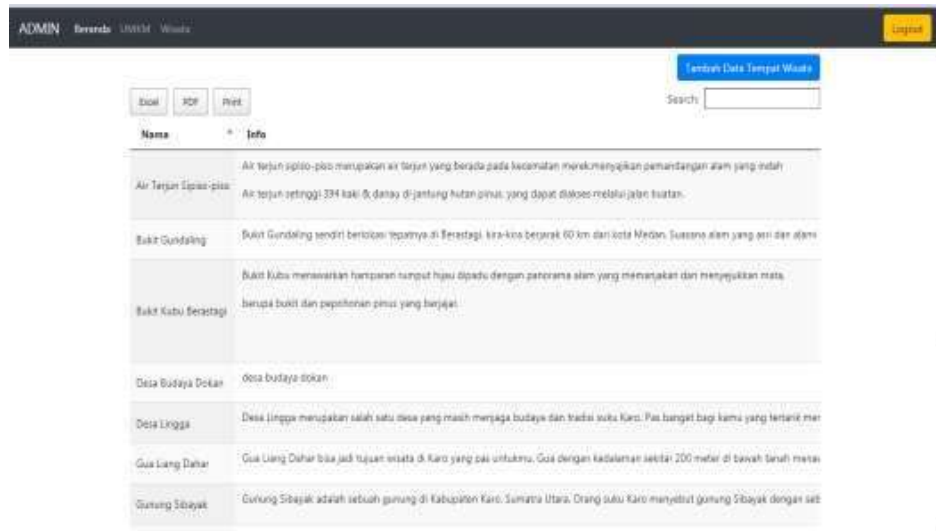 ADMIN Beranda UMKM Wisata Logout
Tambah Data Tempat Wisata
Excel PDF Print Search:
Nama Info
Air terjun sipiso-piso merupakan air terjun yang berada pada kecamatan merek,menyajikan pemandangan alam yang indah
Air Terjun Sipiso-piso
Air terjun setinggi 394 kaki & danau di jantung hutan pinus, yang dapat diakses melalui jalan buatan.
Bukit Gundaling Bukit Gundaling sendiri berlokasi tepatnya di Berastagi, kira-kira berjarak 60 km dari kota Medan. Suasana alam yang asri dan alami
Bukit Kubu menawarkan hamparan rumput hijau dipadu dengan panorama alam yang memanjakan dan menyejukkan mata,
berupa bukit dan pepohonan pinus yang berjajar.
Bukit Kubu Berastagi
Desa Budaya Dokan desa budaya dokan
Desa Lingga Desa Lingga merupakan salah satu desa yang masih menjaga budaya dan tradisi suku Karo. Pas banget bagi kamu yang tertarik
Gua Liang Dahar Gua Liang Dahar bisa jadi tujuan wisata di Karo yang pas untukmu. Gua dengan kedalaman sekitar 200 meter di bawah tanah
Gunung Sibayak Gunung Sibayak adalah sebuah gunung di Kabupaten Karo, Sumatra Utara. Orang suku Karo menyebut gunung Sibayak dengan